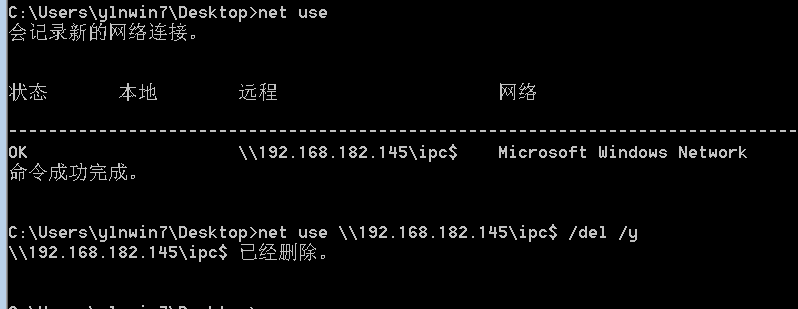 C:\Users\ylnwin7\Desktop>net use
会记录新的网络连接。
状态 本地 远程 网络
-------------------------------------------------------------------------------
OK \\192.168.182.145\ipc$ Microsoft Windows Network
命令成功完成。
C:\Users\ylnwin7\Desktop>net use \\192.168.182.145\ipc$ /del /y
\\192.168.182.145\ipc$ 已经删除。
C:\Users\ylnwin7\Desktop>